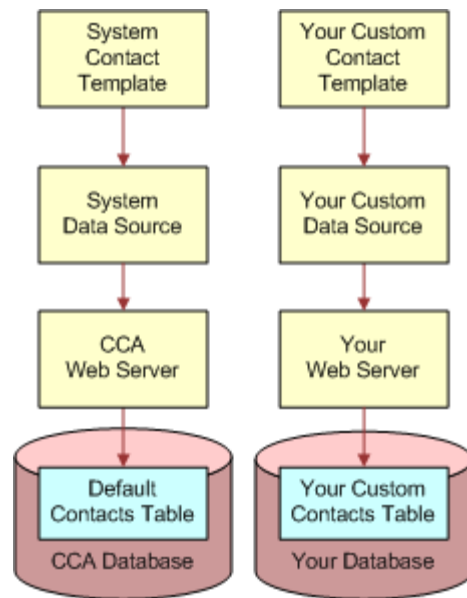 System
Contact
Template
Your Custom
Contact
Template
System
Data Source
Your Custom
Data Source
CCA
Web Server
Your
Web Server
Default
Contacts Table
Your Custom
Contacts Table
CCA Database
Your Database